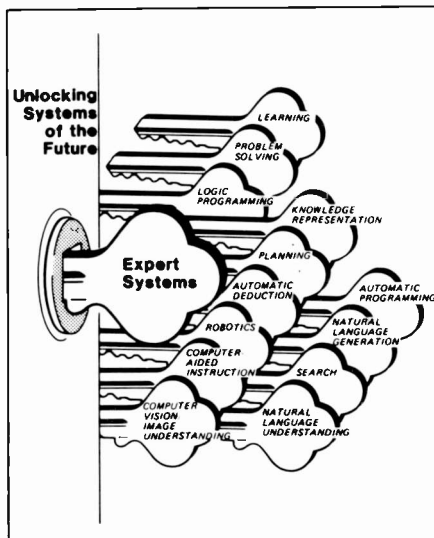 Unlocking
Systems
of the
Future
LEARNING
PROBLEM
SOLVING
LOGIC
PROGRAMMING
KNOWLEDGE
REPRESENTATION
PLANNING
Expert
Systems
AUTOMATIC
DEDUCTION
AUTOMATIC
PROGRAMMING
ROBOTICS
NATURAL
LANGUAGE
GENERATION
COMPUTER
AIDED
INSTRUCTION
SEARCH
COMPUTER
VISION
IMAGE
UNDERSTANDING
NATURAL
LANGUAGE
UNDERSTANDING